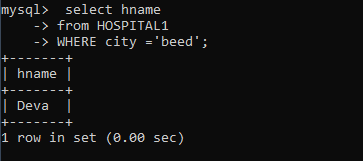 mysql>  select hname
    -> from HOSPITAL1
    -> WHERE city ='beed';
+-------+
| hname |
+-------+
| Deva  |
+-------+
1 row in set (0.00 sec)